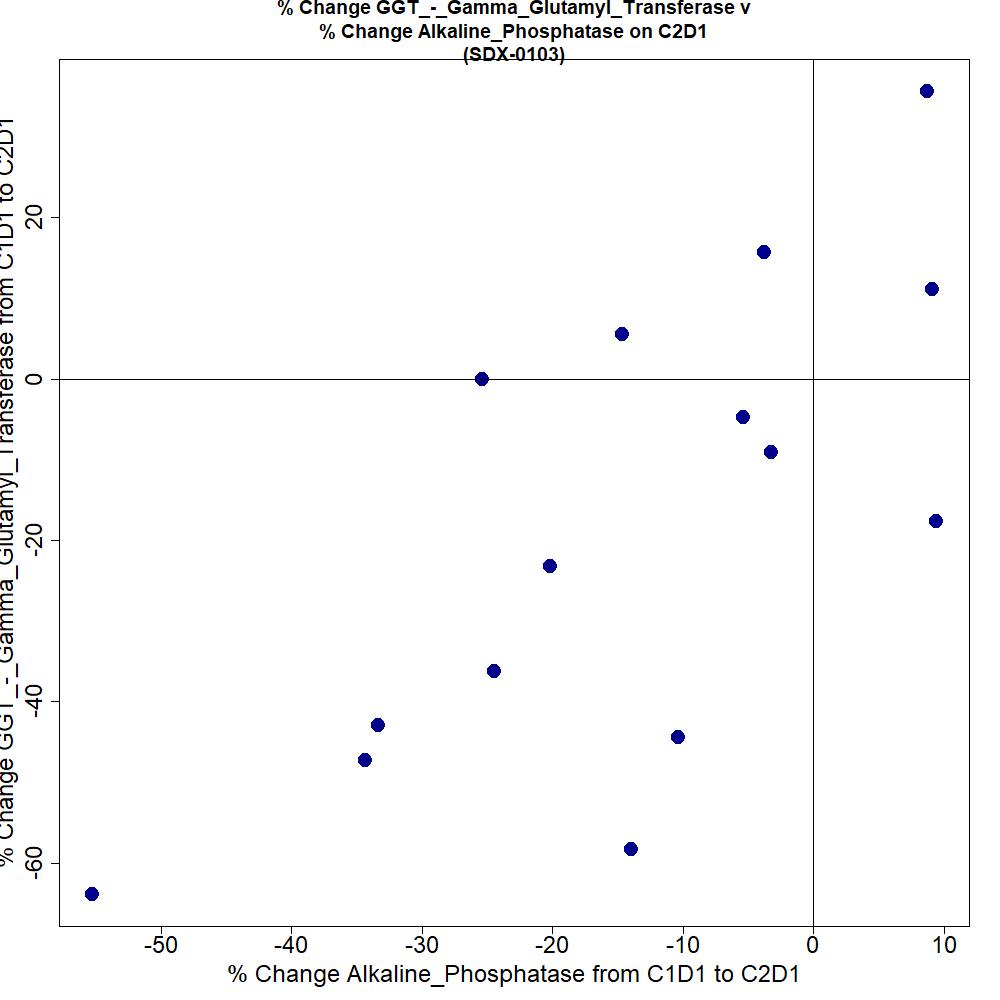 % Change GGT_-_Gamma_Glutamyl_Transferase v
% Change Alkaline_Phosphatase on C2D1
(SDX-0103)
% Change GGT_-_Gamma_Glutamyl_Transferase from C1D1 to C2D1
20
0
-20
-40
-60
-50
-40
-30
-20
-10
0
10
% Change Alkaline_Phosphatase from C1D1 to C2D1